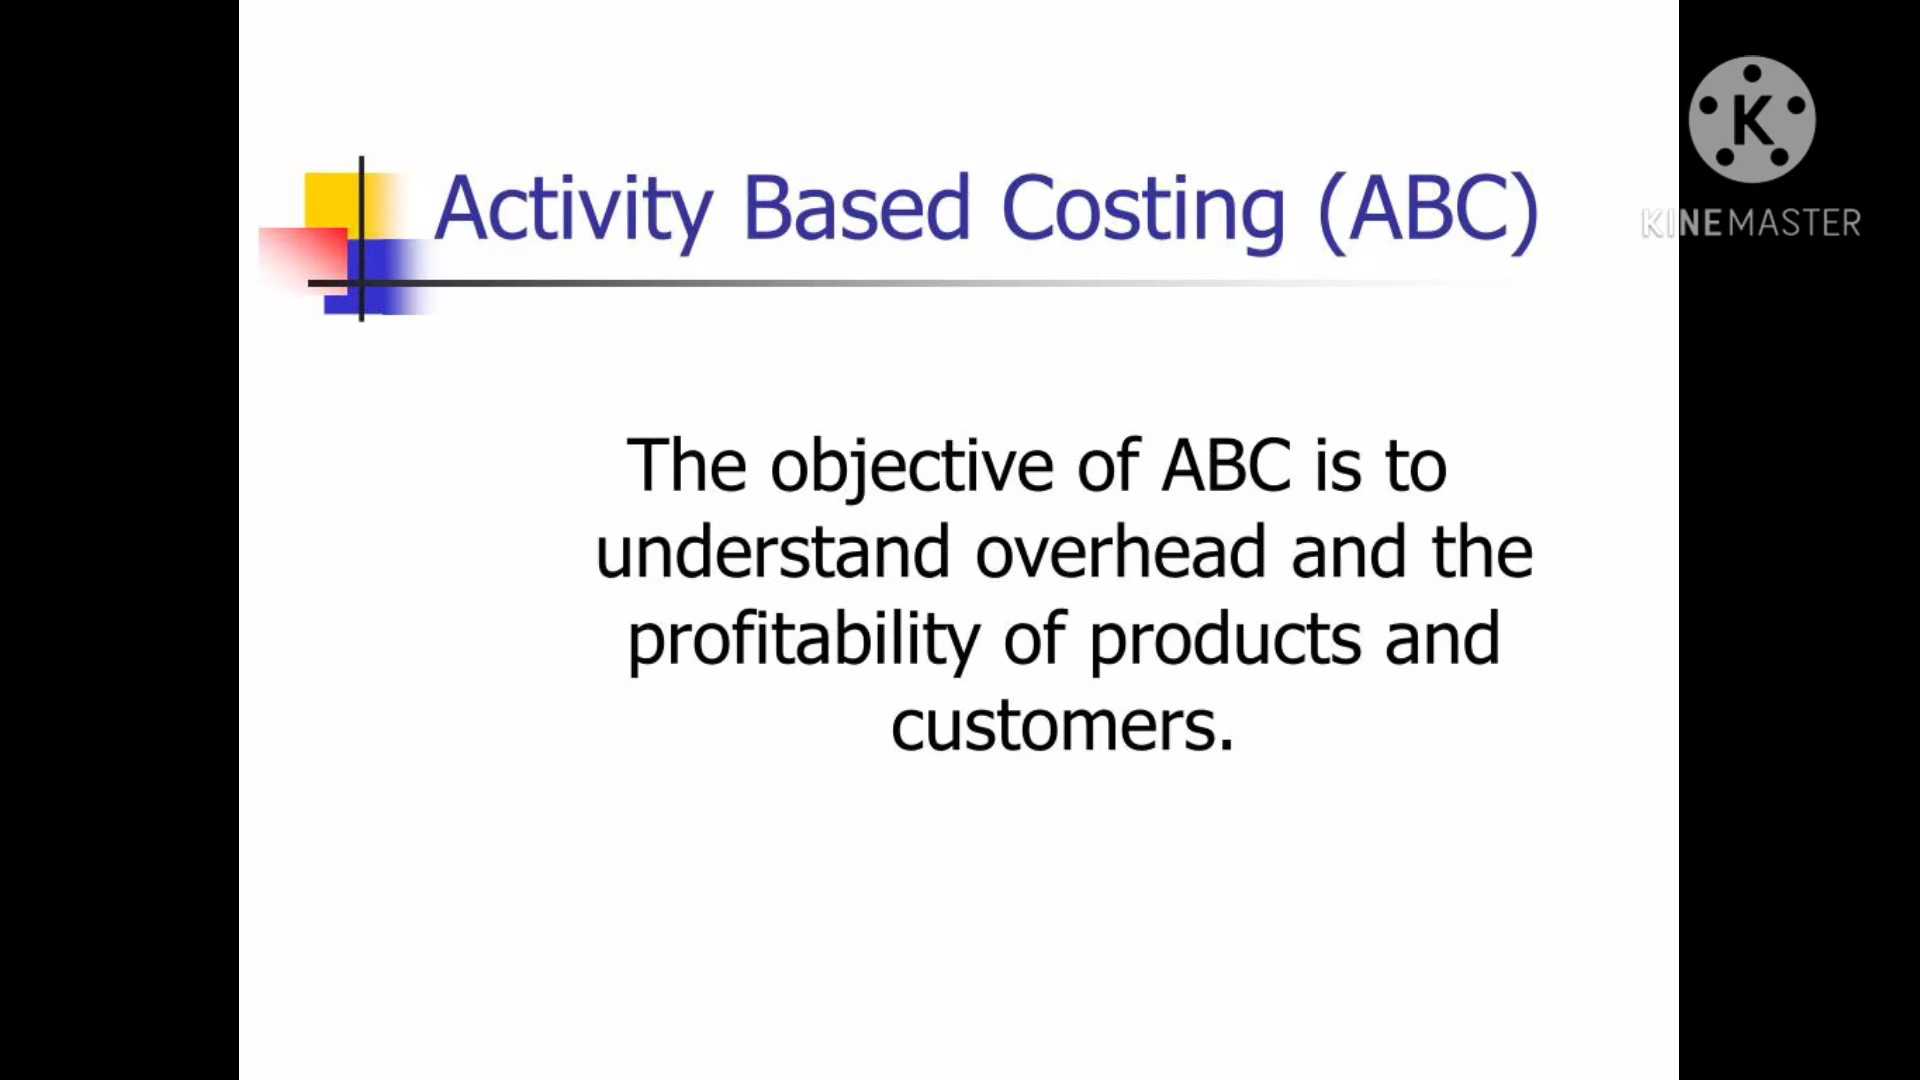 Activity Based Costing (ABC)
The objective of ABC is to
understand overhead and the
profitability of products and
customers.
K
KINEMASTER